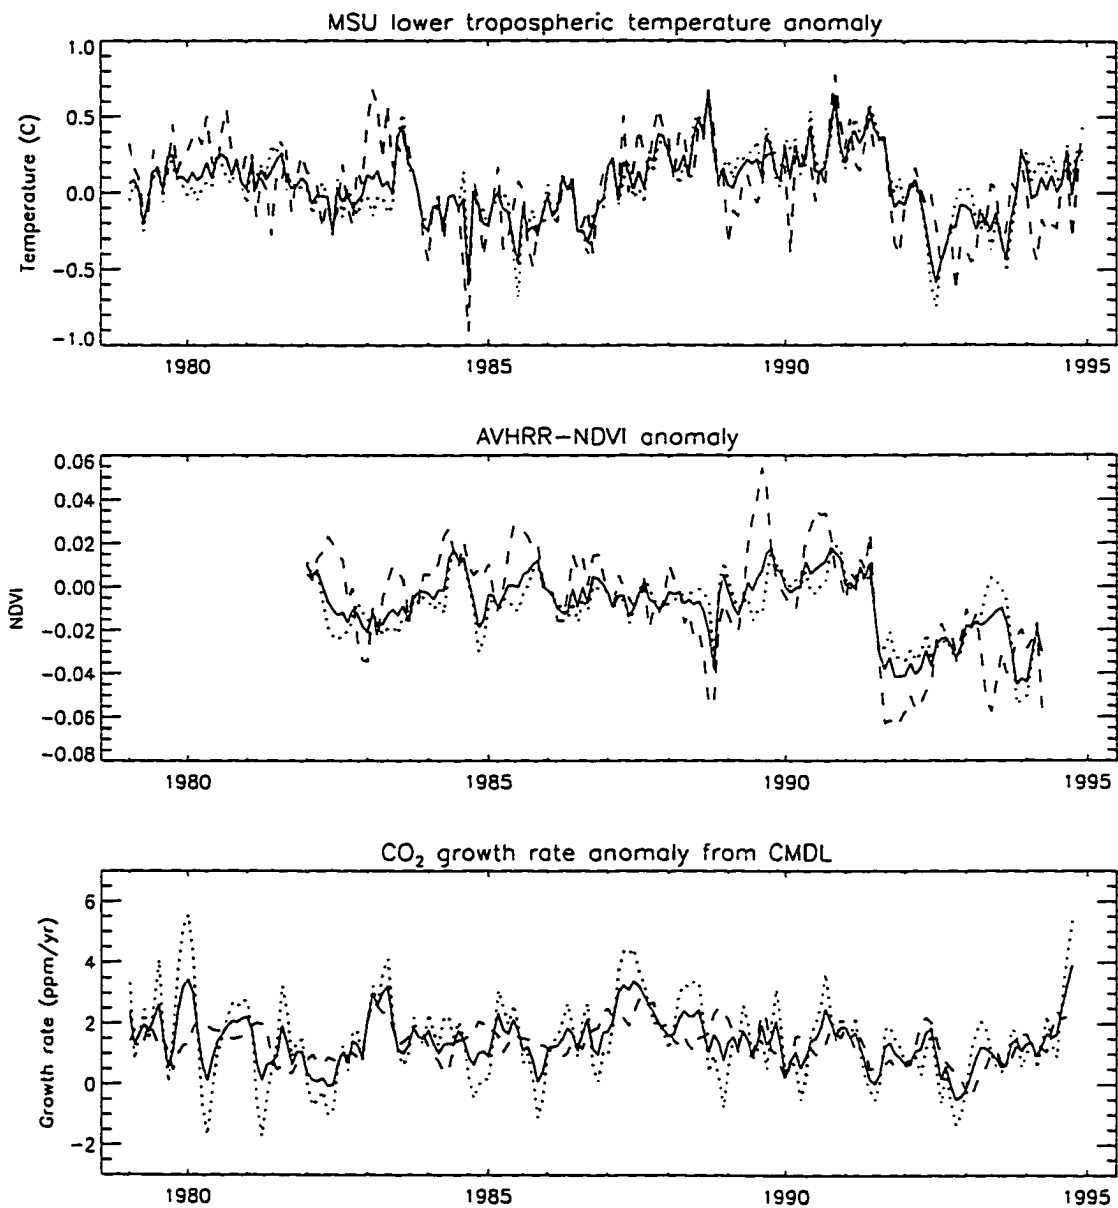 MSU lower tropospheric temperature anomaly
1.0
0.5
0.0
−0.5
−1.0
Temperature (C)
1980 1985 1990 1995
AVHRR−NDVI anomaly
0.06
0.04
0.02
0.00
−0.02
−0.04
−0.06
−0.08
NDVI
1980 1985 1990 1995
CO₂ growth rate anomaly from CMDL
6
4
2
0
−2
Growth rate (ppm/yr)
1980 1985 1990 1995